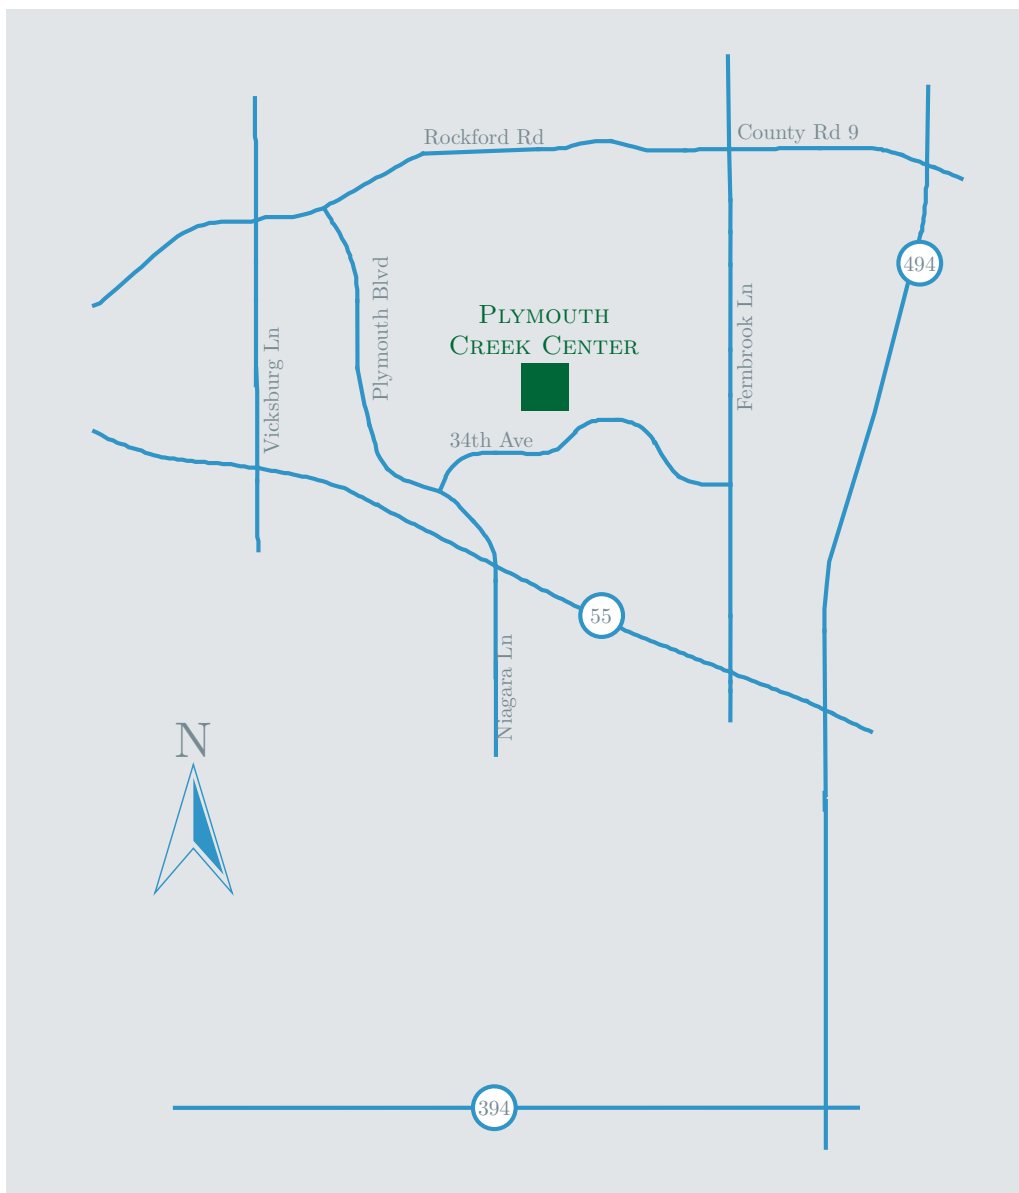 County Rd 9
Rockford Rd
494
Plymouth Blvd
Fernbrook Ln
Plymouth
Creek Center
Vicksburg Ln
34th Ave
55
Niagara Ln
N
394